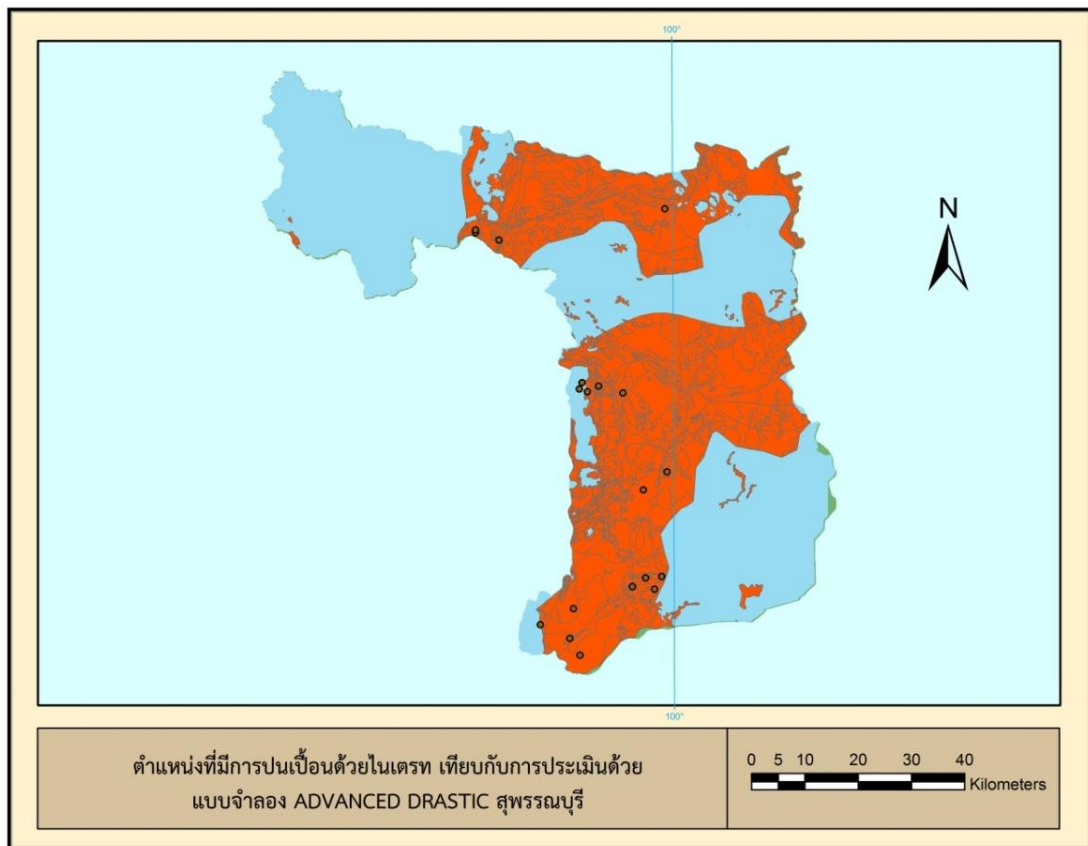 100°
N
100°
ตำแหน่งที่มีการปนเปื้อนด้วยไนเตรท เทียบกับการประเมินด้วย
แบบจำลอง ADVANCED DRASTIC สุพรรณบุรี
0 5 10 20 30 40
Kilometers